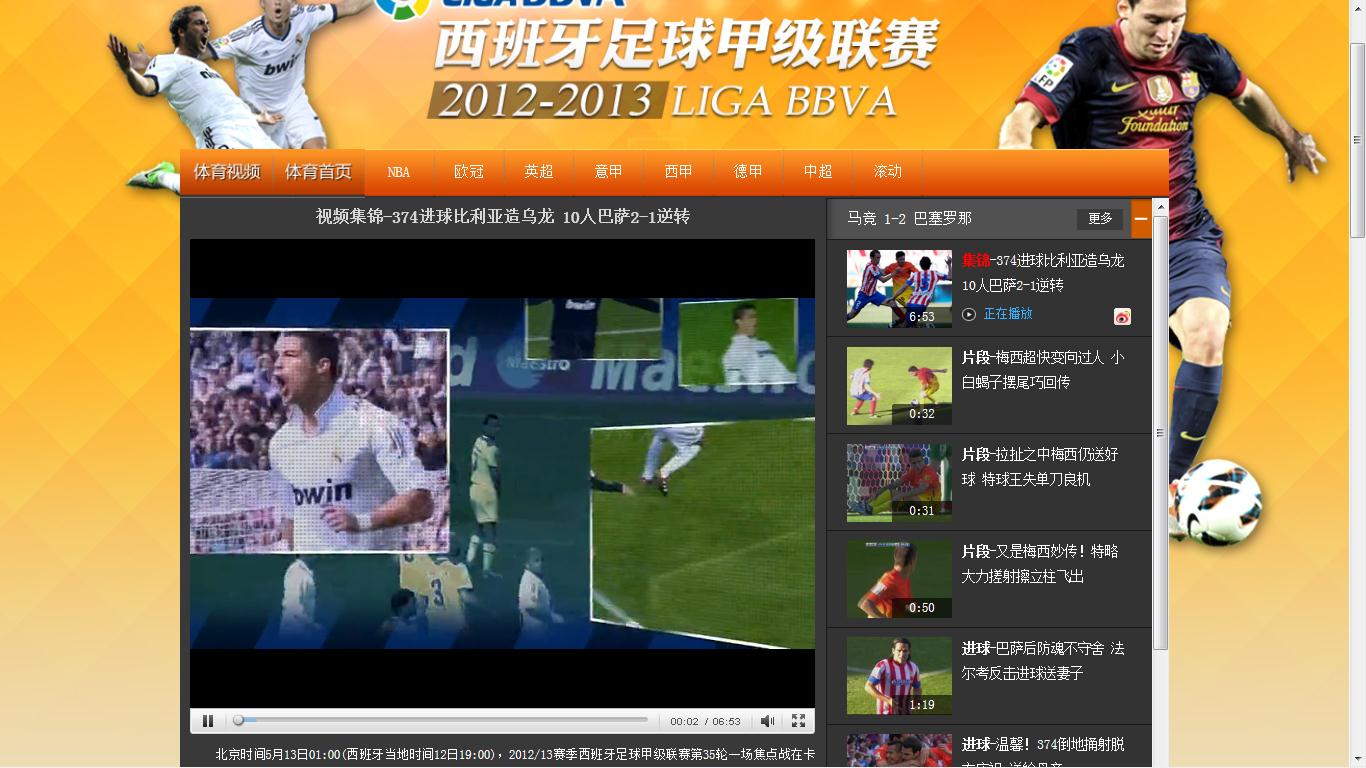 LIGA BBVA
西班牙足球甲级联赛
2012-2013 LIGA BBVA
bwin
LFP
Qatar
Foundation
体育视频 体育首页 NBA 欧冠 英超 意甲 西甲 德甲 中超 滚动
视频集锦-374进球比利亚造乌龙 10人巴萨2-1逆转
bwin
Maestro
Maestro
bwin
3
00:02 / 06:53
北京时间5月13日01:00(西班牙当地时间12日19:00)，2012/13赛季西班牙足球甲级联赛第35轮一场焦点战在卡
马竞 1-2 巴塞罗那 更多
集锦-374进球比利亚造乌龙
10人巴萨2-1逆转
6:53
正在播放
片段-梅西超快变向过人 小
白蝎子摆尾巧回传
0:32
片段-拉扯之中梅西仍送好
球 特球王失单刀良机
0:31
片段-又是梅西妙传！特略
大力搓射擦立柱飞出
0:50
进球-巴萨后防魂不守舍 法
尔考反击进球送妻子
1:19
进球-温馨！374倒地捅射脱